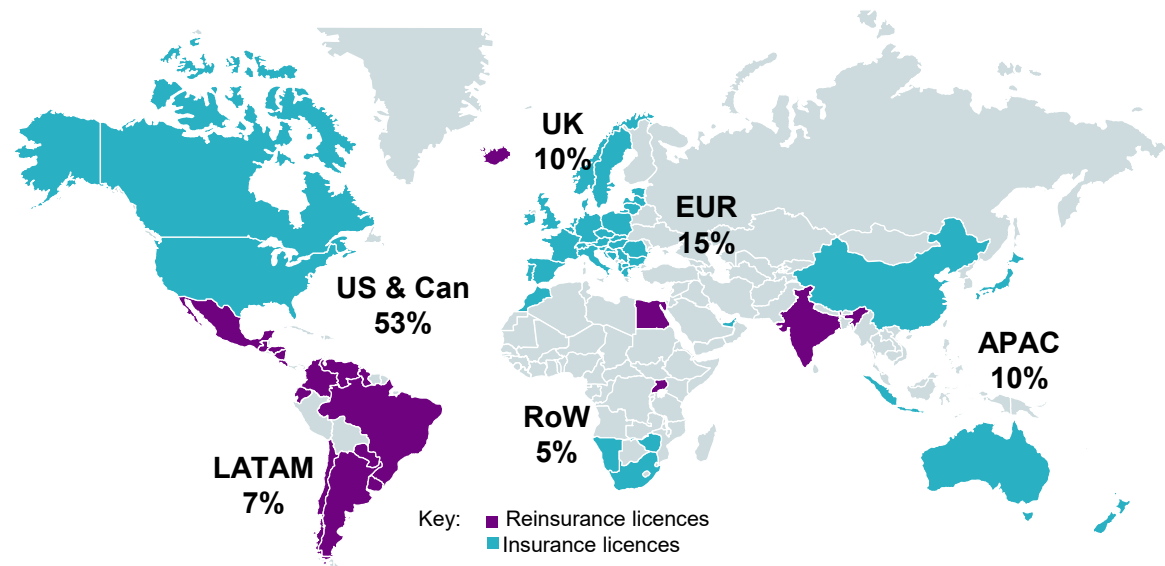 UK
10%
EUR
15%
US & Can
53%
APAC
10%
RoW
5%
LATAM
7%
Key:
Reinsurance licences
Insurance licences